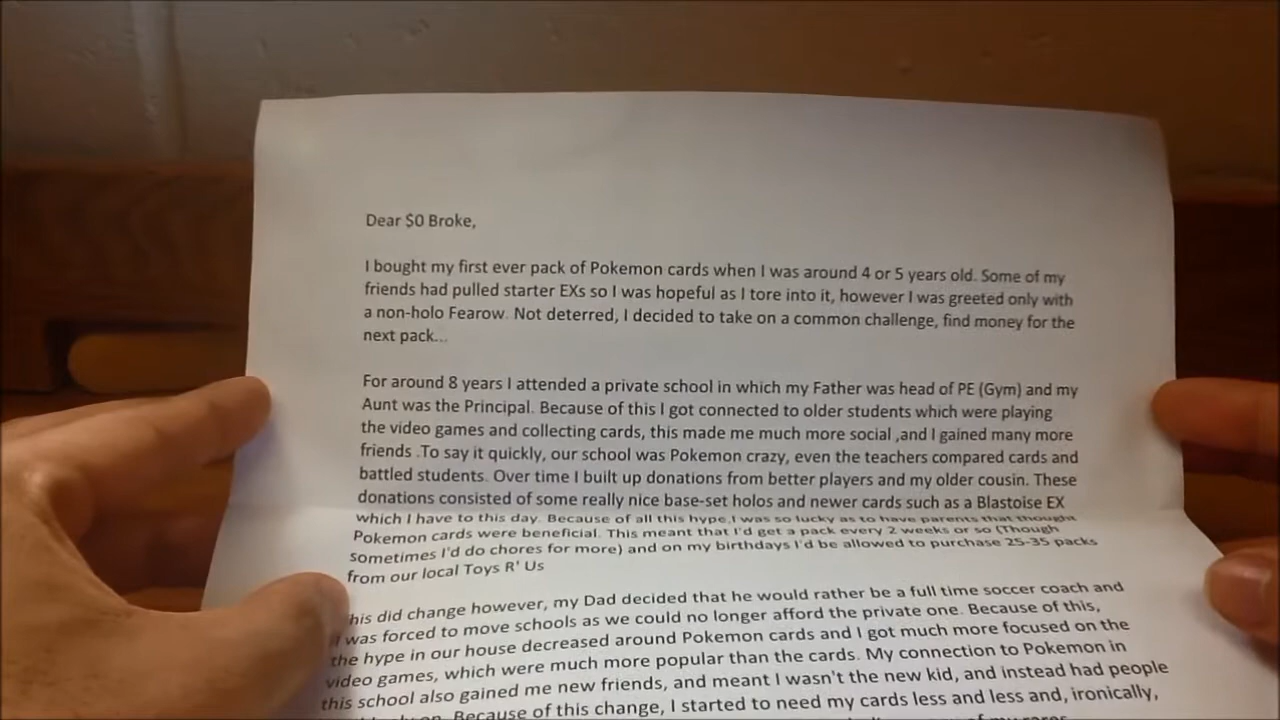 Dear $0 Broke,
I bought my first ever pack of Pokemon cards when I was around 4 or 5 years old. Some of my
friends had pulled starter EXs so I was hopeful as I tore into it, however I was greeted only with
a non-holo Fearow. Not deterred, I decided to take on a common challenge, find money for the
next pack...
For around 8 years I attended a private school in which my Father was head of PE (Gym) and my
Aunt was the Principal. Because of this I got connected to older students which were playing
the video games and collecting cards, this made me much more social ,and I gained many more
friends .To say it quickly, our school was Pokemon crazy, even the teachers compared cards and
battled students. Over time I built up donations from better players and my older cousin. These
donations consisted of some really nice base-set holos and newer cards such as a Blastoise EX
which I have to this day. Because of all this hype I was so lucky as to have parents that thought
Pokemon cards were beneficial. This meant that I'd get a pack every 2 weeks or so (Though
Sometimes I'd do chores for more) and on my birthdays I'd be allowed to purchase 25-35 packs
from our local Toys R' Us
his did change however, my Dad decided that he would rather be a full time soccer coach and
I was forced to move schools as we could no longer afford the private one. Because of this,
the hype in our house decreased around Pokemon cards and I got much more focused on the
video games, which were much more popular than the cards. My connection to Pokemon in
this school also gained me new friends, and meant I wasn't the new kid, and instead had people
on. Because of this change, I started to need my cards less and less and, ironically,
of my rarer